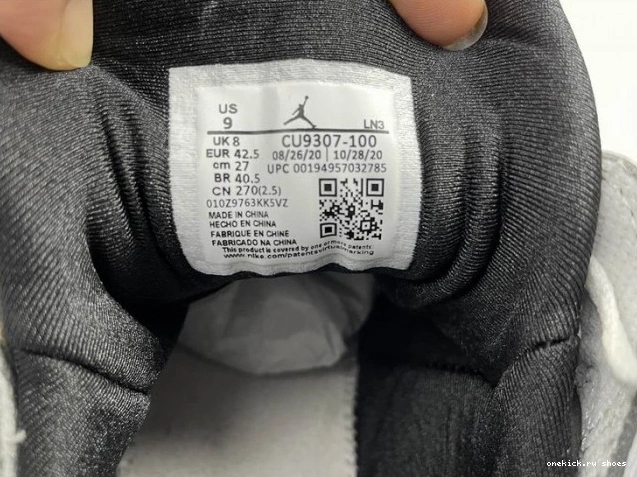 US
9
LN3
UK 8
CU9307-100
EUR 42.5
08/26/20 | 10/28/20
cm 27
UPC 00194957032785
BR 40.5
CN 270(2.5)
010Z9763KK5VZ
MADE IN CHINA
HECHO EN CHINA
FABRIQUE EN CHINE
FABRICADO NA CHINA
This product is covered by one or more patents
www.nike.com/patentsvirtualmarking
onekick.ru shoes